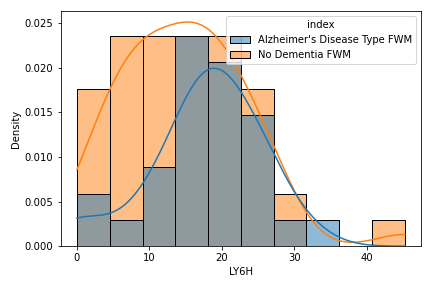 index
Alzheimer's Disease Type FWM
No Dementia FWM
0.025
0.020
0.015
0.010
0.005
0.000
Density
0 10 20 30 40
LY6H